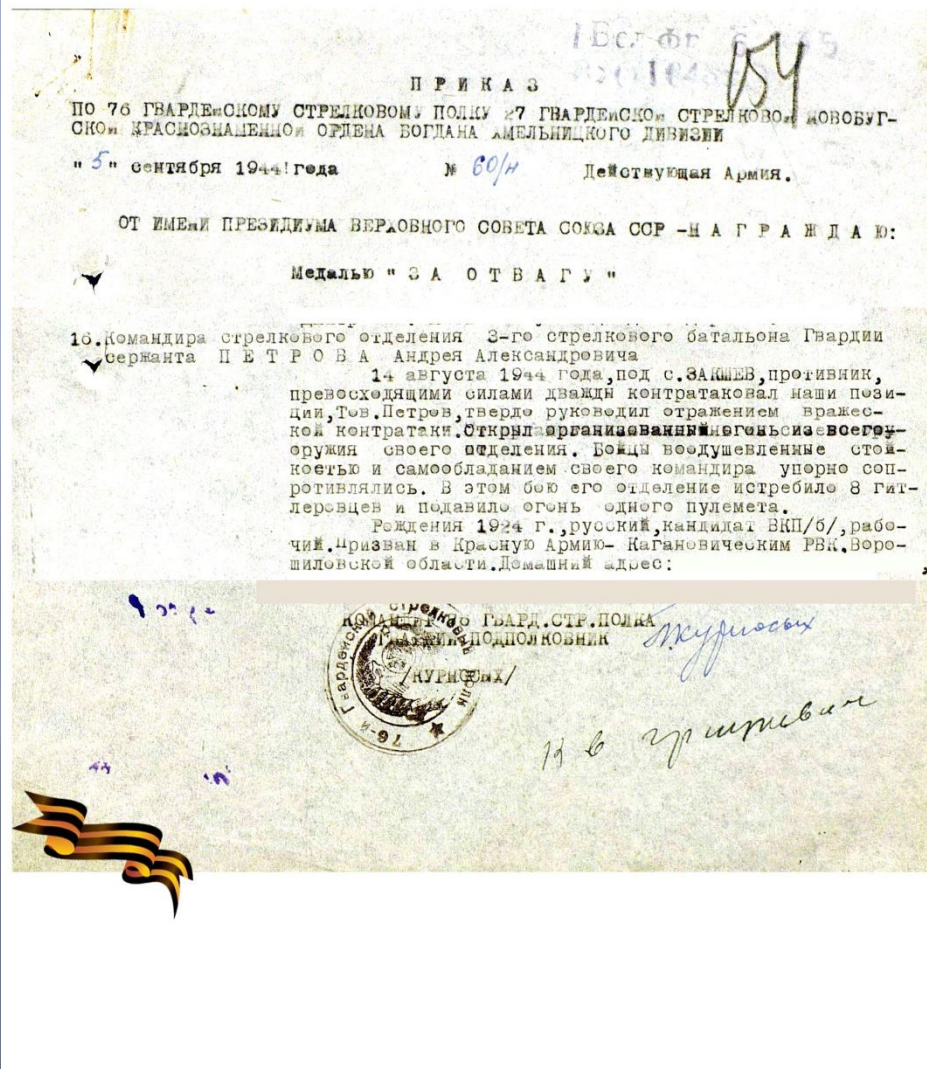 154
П Р И К А З
ПО 76 ГВАРДЕЙСКОМУ СТРЕЛКОВОМУ ПОЛКУ 27 ГВАРДЕЙСКОЙ СТРЕЛКОВОЙ НОВОБУГ-
СКОЙ КРАСНОЗНАМЕННОЙ ОРДЕНА БОГДАНА ХМЕЛЬНИЦКОГО ДИВИЗИИ
" 5 " сентября 1944 года № 60/н Действующая Армия.
ОТ ИМЕНИ ПРЕЗИДИУМА ВЕРХОВНОГО СОВЕТА СОЮЗА ССР -Н А Г Р А Ж Д А Ю:
Медалью " З А О Т В А Г У "
16. Командира стрелкового отделения 3-го стрелкового батальона Гвардии
сержанта П Е Т Р О В А Андрея Александровича
14 августа 1944 года, под с.ЗАКШЕВ, противник,
превосходящими силами дважды контратаковал наши пози-
ции, Тов.Петров, твердо руководил отражением вражес-
кой контратаки. Открыл организованный огонь из всего
оружия своего отделения. Бойцы воодушевленные стой-
костью и самообладанием своего командира упорно соп-
ротивлялись. В этом бою его отделение истребило 8 гит-
леровцев и подавило огонь одного пулемета.
Рождения 1924 г., русский, кандидат ВКП/б/, рабо-
чий. Призван в Красную Армию- Кагановическим РВК. Воро-
шиловской области. Домашний адрес:
КОМАНДИР 76 ГВАРД.СТР.ПОЛКА
ГВАРДИИ ПОДПОЛКОВНИК
/КУРНОСЫХ/
76-й Гвардейской стрелковый полк